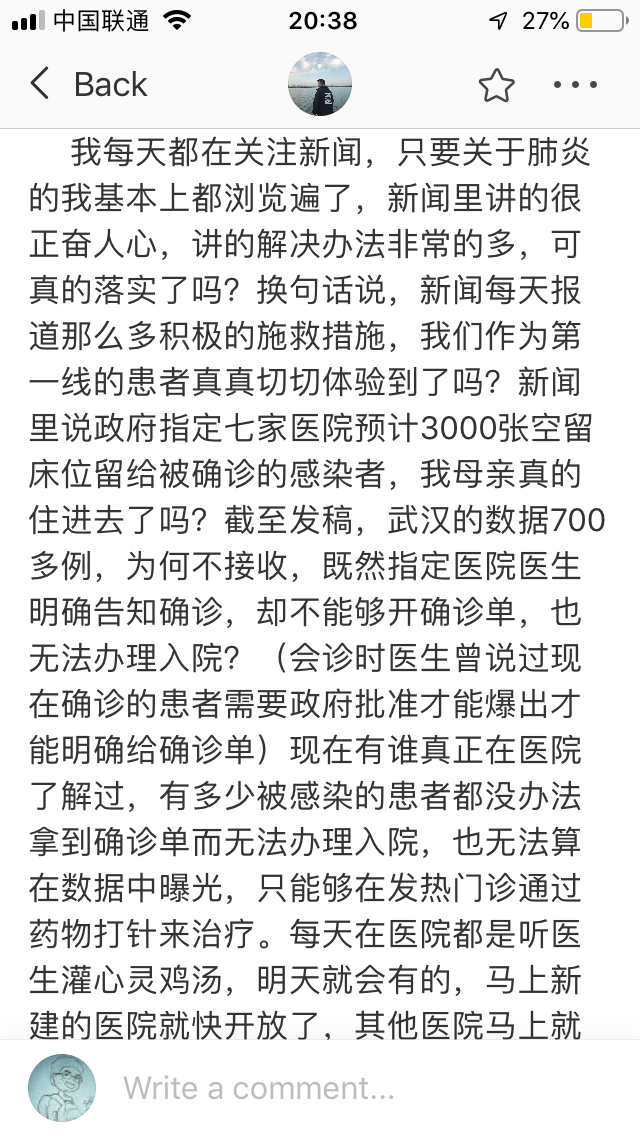 中国联通 20:38 27%
Back
我每天都在关注新闻，只要关于肺炎
的我基本上都浏览遍了，新闻里讲的很
正奋人心，讲的解决办法非常的多，可
真的落实了吗？换句话说，新闻每天报
道那么多积极的施救措施，我们作为第
一线的患者真真切切体验到了吗？新闻
里说政府指定七家医院预计3000张空留
床位留给被确诊的感染者，我母亲真的
住进去了吗？截至发稿，武汉的数据700
多例，为何不接收，既然指定医院医生
明确告知确诊，却不能够开确诊单，也
无法办理入院？（会诊时医生曾说过现
在确诊的患者需要政府批准才能爆出才
能明确给确诊单）现在有谁真正在医院
了解过，有多少被感染的患者都没办法
拿到确诊单而无法办理入院，也无法算
在数据中曝光，只能够在发热门诊通过
药物打针来治疗。每天在医院都是听医
生灌心灵鸡汤，明天就会有的，马上新
建的医院就快开放了，其他医院马上就
Write a comment...